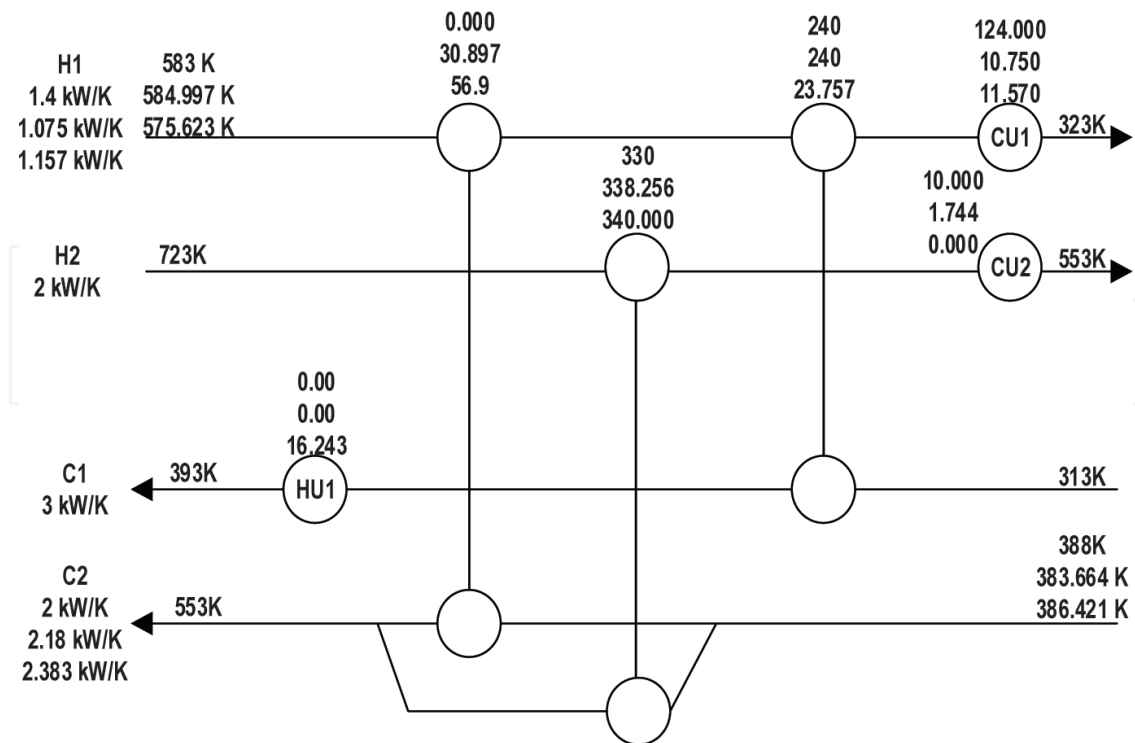 0.000
30.897
56.9
240
240
23.757
124.000
10.750
11.570
H1
1.4 kW/K
1.075 kW/K
1.157 kW/K
583 K
584.997 K
575.623 K
CU1
323K
330
338.256
340.000
10.000
1.744
0.000
H2
2 kW/K
723K
CU2
553K
0.00
0.00
16.243
C1
3 kW/K
393K
HU1
313K
C2
2 kW/K
2.18 kW/K
2.383 kW/K
553K
388K
383.664 K
386.421 K